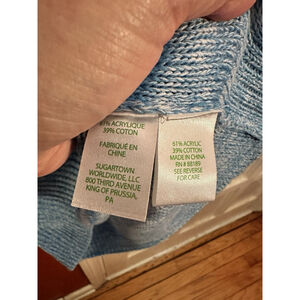 61% ACRYLIQUE
39% COTON
FABRIQUÉ EN
CHINE
SUGARTOWN
WORLDWIDE, LLC
800 THIRD AVENUE
KING OF PRUSSIA,
PA
61% ACRYLIC
39% COTTON
MADE IN CHINA
RN# 88189
SEE REVERSE
FOR CARE